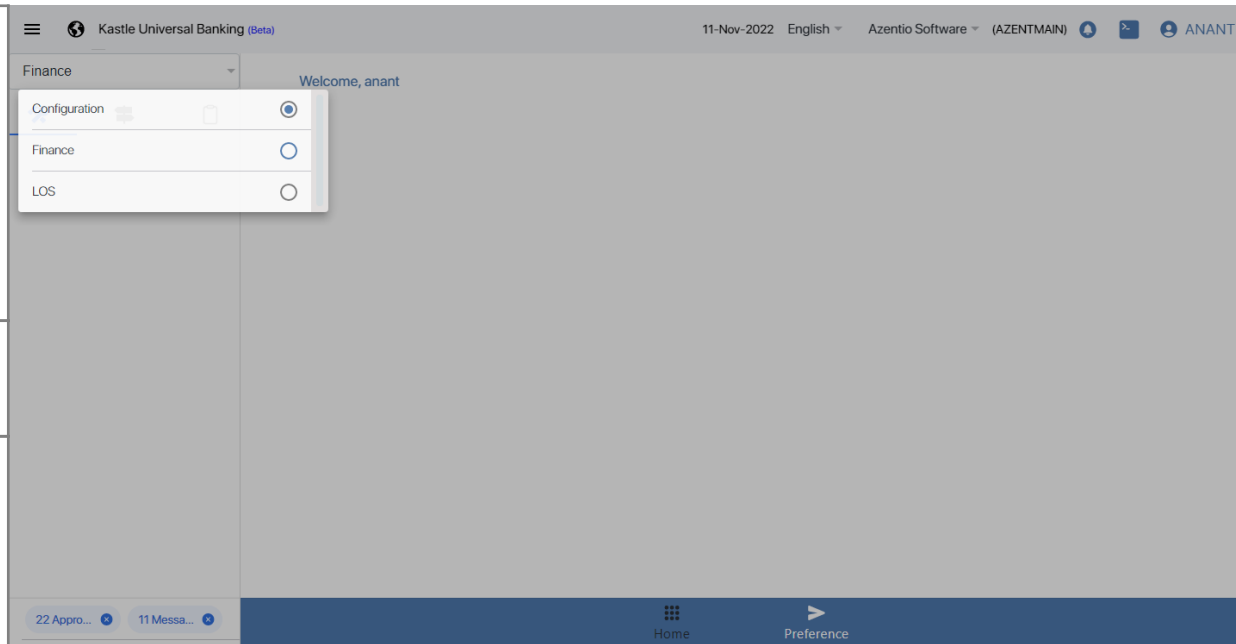 Kastle Universal Banking (Beta)
11-Nov-2022 English Azentio Software (AZENTMAIN) ANANT
Finance
Welcome, anant
Configuration
Finance
LOS
22 Appro... 11 Messa...
Home Preference